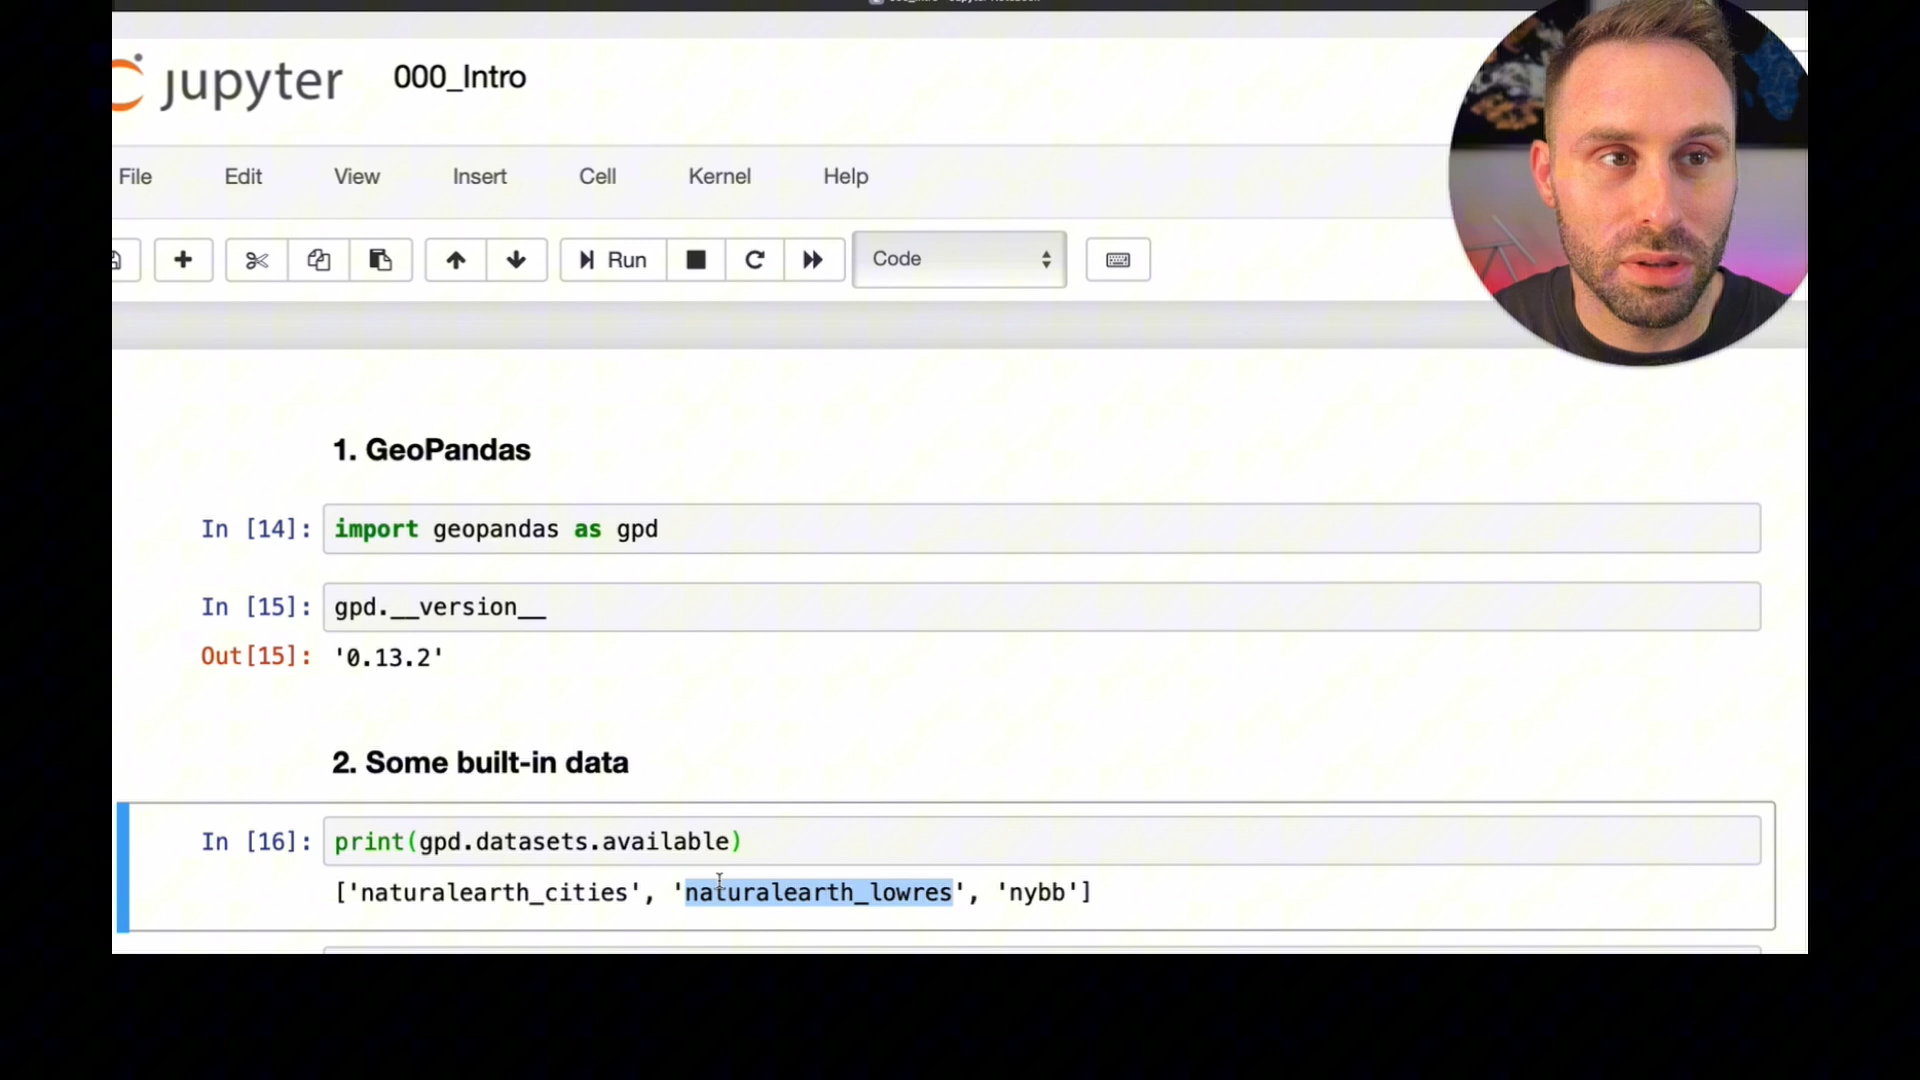 jupyter 000_Intro
File Edit View Insert Cell Kernel Help
Run Code
1. GeoPandas
In [14]: import geopandas as gpd
In [15]: gpd.__version__
Out[15]: '0.13.2'
2. Some built-in data
In [16]: print(gpd.datasets.available)
['naturalearth_cities', 'naturalearth_lowres', 'nybb']